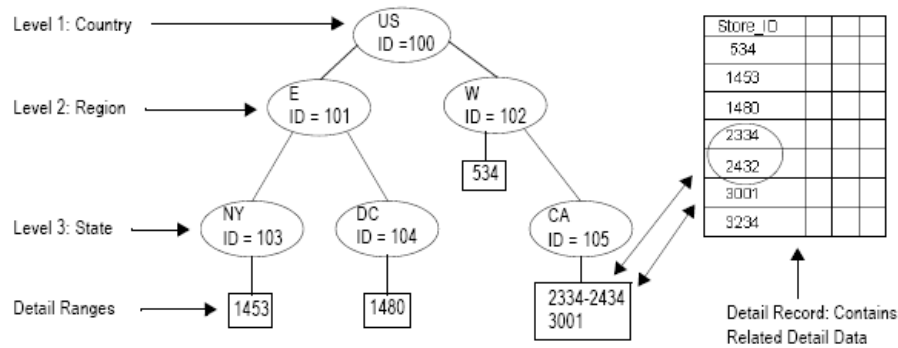 Level 1: Country
US
ID =100
Level 2: Region
E
ID = 101
W
ID = 102
534
Level 3: State
NY
ID = 103
DC
ID = 104
CA
ID = 105
Detail Ranges
1453
1480
2334-2434
3001
Store_ID
534
1453
1480
2334
2432
3001
3234
Detail Record: Contains
Related Detail Data